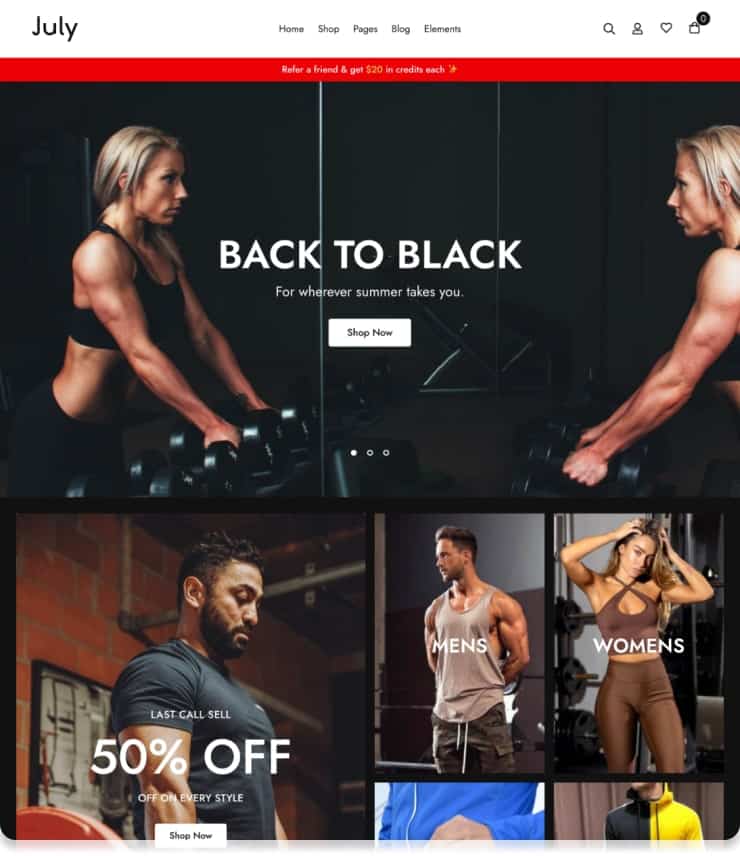 July
Home Shop Pages Blog Elements
0
Refer a friend & get $20 in credits each ✨
BACK TO BLACK
For wherever summer takes you.
Shop Now
MENS
WOMENS
LAST CALL SELL
50% OFF
OFF ON EVERY STYLE
Shop Now